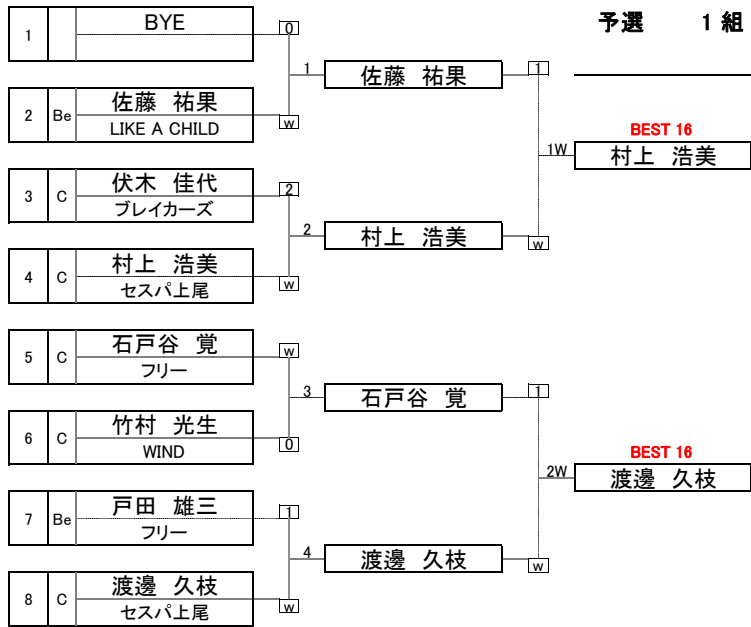 予選 1 組
1 BYE 0
1 佐藤 祐果 1
2 Be 佐藤 祐果 w
LIKE A CHILD
BEST 16
1W 村上 浩美
3 C 伏木 佳代 2
ブレイカーズ
2 村上 浩美 w
4 C 村上 浩美 w
セスパ上尾
5 C 石戸谷 覚 w
フリー
3 石戸谷 覚 1
6 C 竹村 光生 0
WIND
BEST 16
2W 渡邊 久枝
7 Be 戸田 雄三 1
フリー
4 渡邊 久枝 w
8 C 渡邊 久枝 w
セスパ上尾